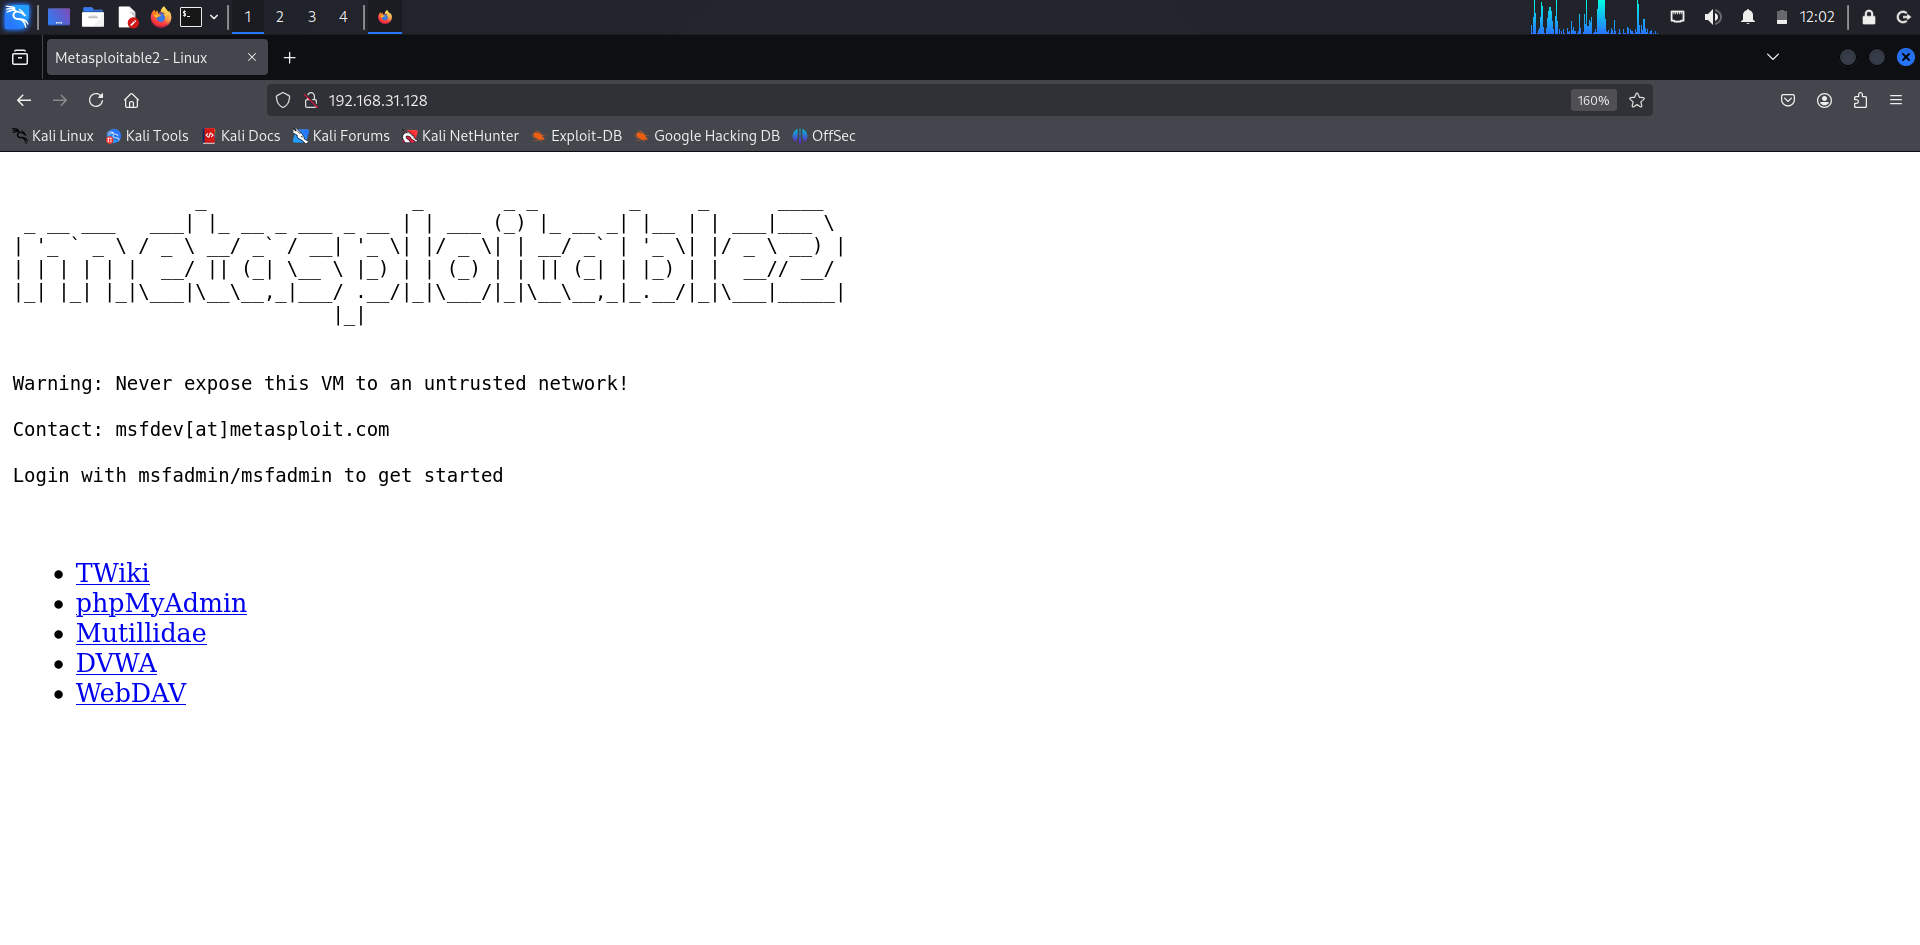 1 2 3 4 12:02
Metasploitable2 - Linux
192.168.31.128 160%
Kali Linux Kali Tools Kali Docs Kali Forums Kali NetHunter Exploit-DB Google Hacking DB OffSec
metasploitable2
Warning: Never expose this VM to an untrusted network!
Contact: msfdev[at]metasploit.com
Login with msfadmin/msfadmin to get started
TWiki
phpMyAdmin
Mutillidae
DVWA
WebDAV